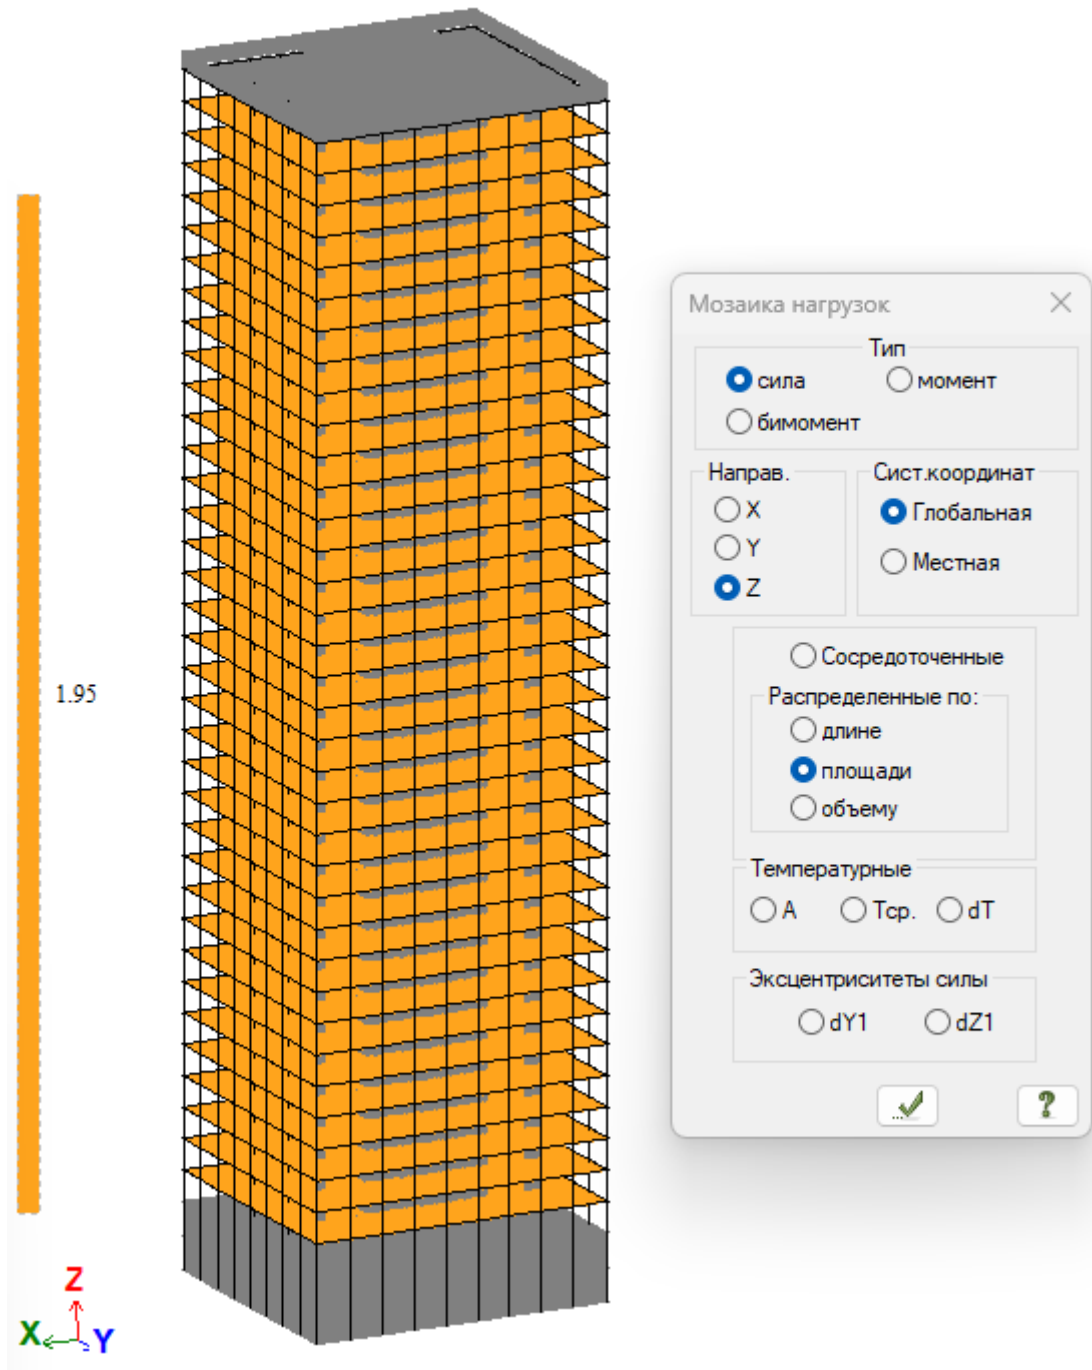 Мозаика нагрузок
Тип
сила
момент
бимомент
Направ.
X
Y
Z
Сист.координат
Глобальная
Местная
Сосредоточенные
Распределенные по:
длине
площади
объему
Температурные
A
Tср.
dT
Эксцентриситеты силы
dY1
dZ1
?
1.95
Z
X
Y